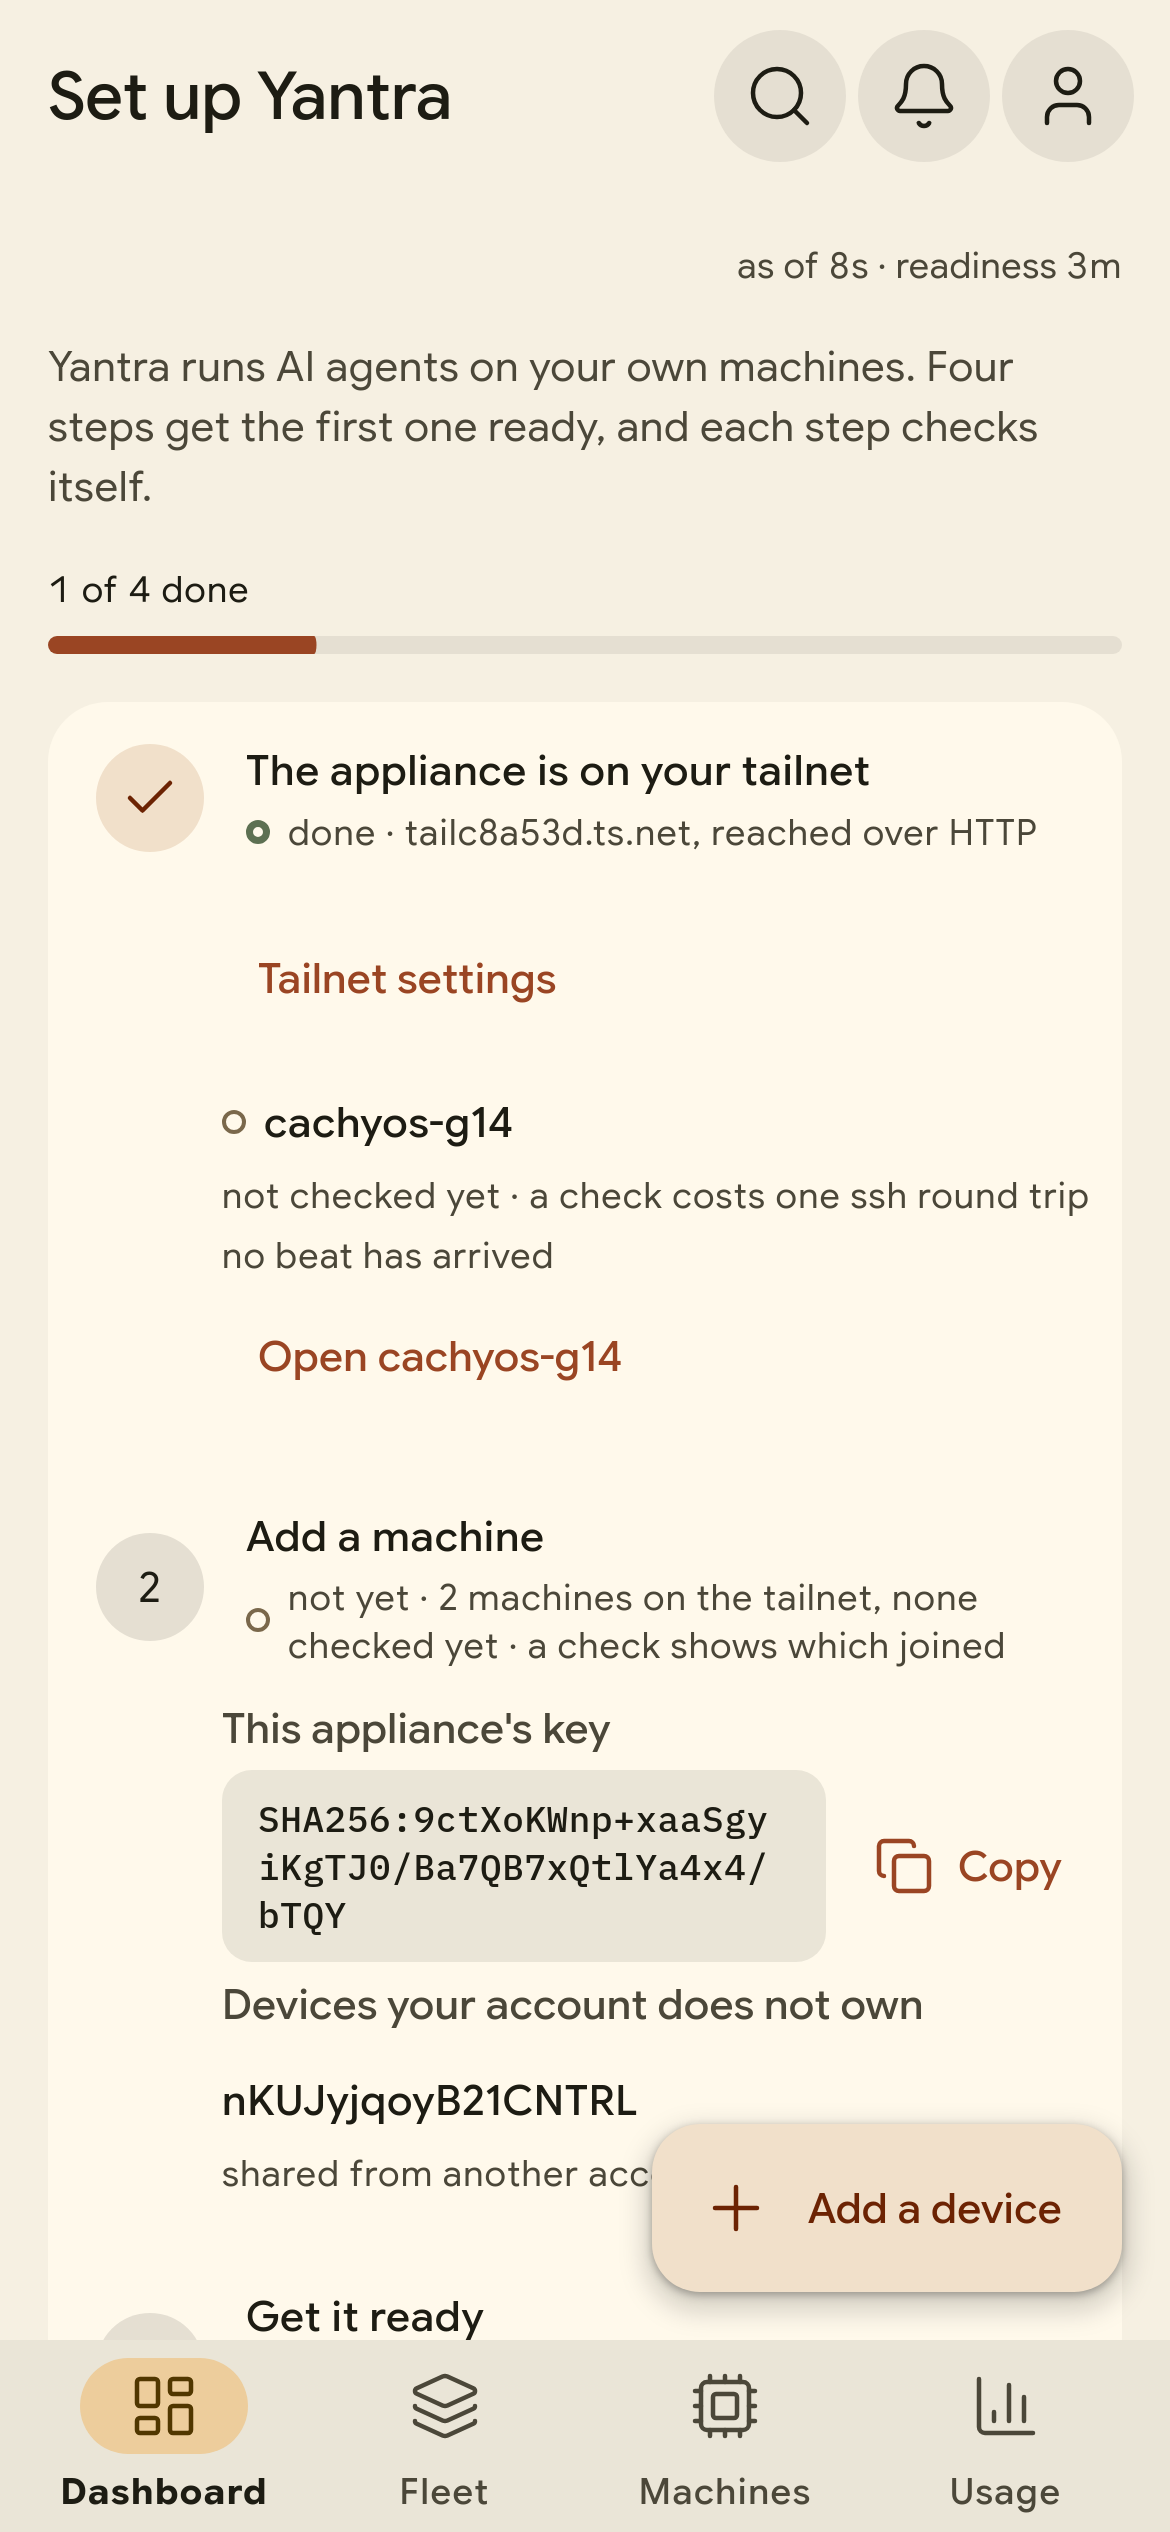 Set up Yantra
as of 8s · readiness 3m
Yantra runs AI agents on your own machines. Four
steps get the first one ready, and each step checks
itself.
1 of 4 done
The appliance is on your tailnet
done · tailc8a53d.ts.net, reached over HTTP
Tailnet settings
cachyos-g14
not checked yet · a check costs one ssh round trip
no beat has arrived
Open cachyos-g14
2
Add a machine
not yet · 2 machines on the tailnet, none
checked yet · a check shows which joined
This appliance's key
SHA256:9ctXoKWnp+xaaSgy
iKgTJ0/Ba7QB7xQtlYa4x4/
bTQY
Copy
Devices your account does not own
nKUJyjqoyB21CNTRL
shared from another
Add a device
Get it ready
Dashboard
Fleet
Machines
Usage